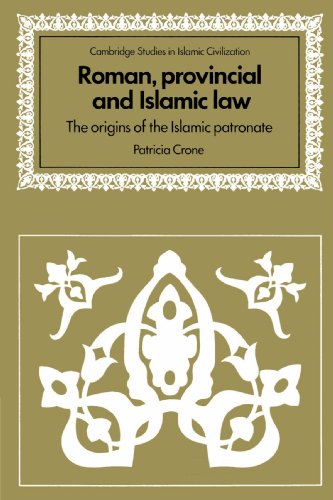 Cambridge Studies in Islamic Civilization
Roman, provincial
and Islamic law
The origins of the Islamic patronate
Patricia Crone